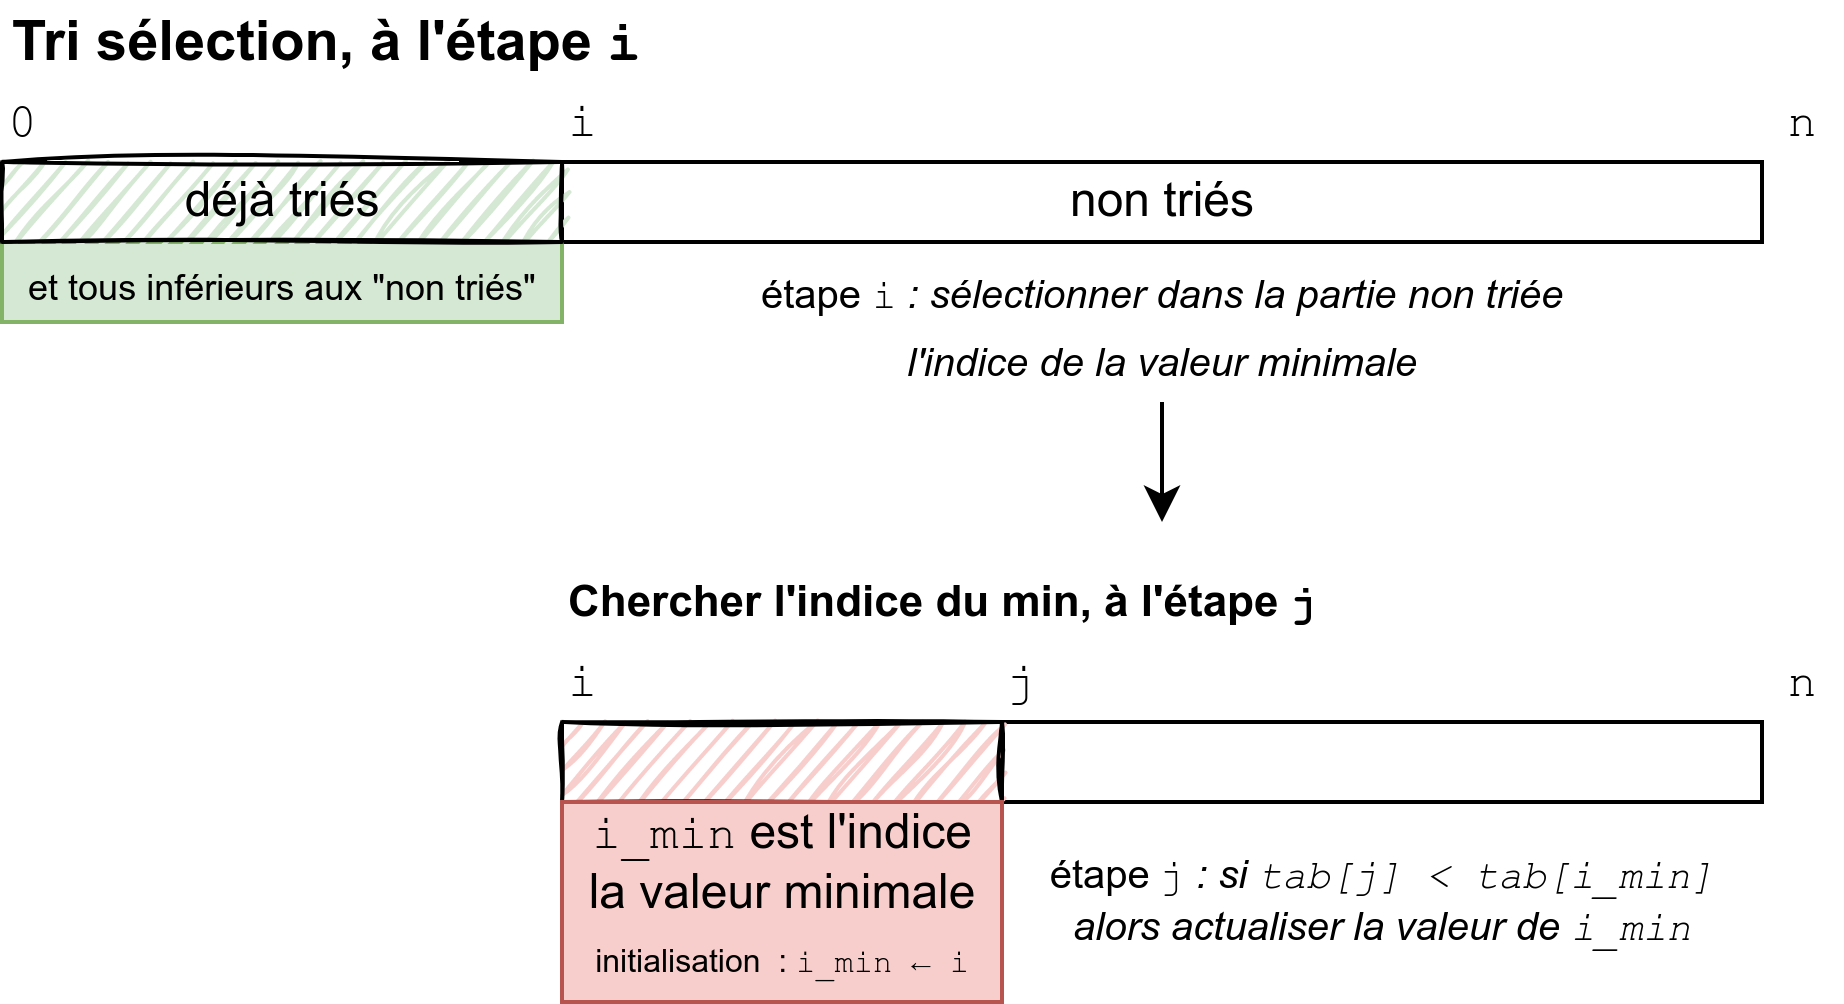 Tri sélection, à l'étape i
0 i n
déjà triés non triés
et tous inférieurs aux "non triés"
étape i : sélectionner dans la partie non triée
l'indice de la valeur minimale
Chercher l'indice du min, à l'étape j
i j n
i_min est l'indice
la valeur minimale
initialisation : i_min ← i
étape j : si tab[j] < tab[i_min]
alors actualiser la valeur de i_min